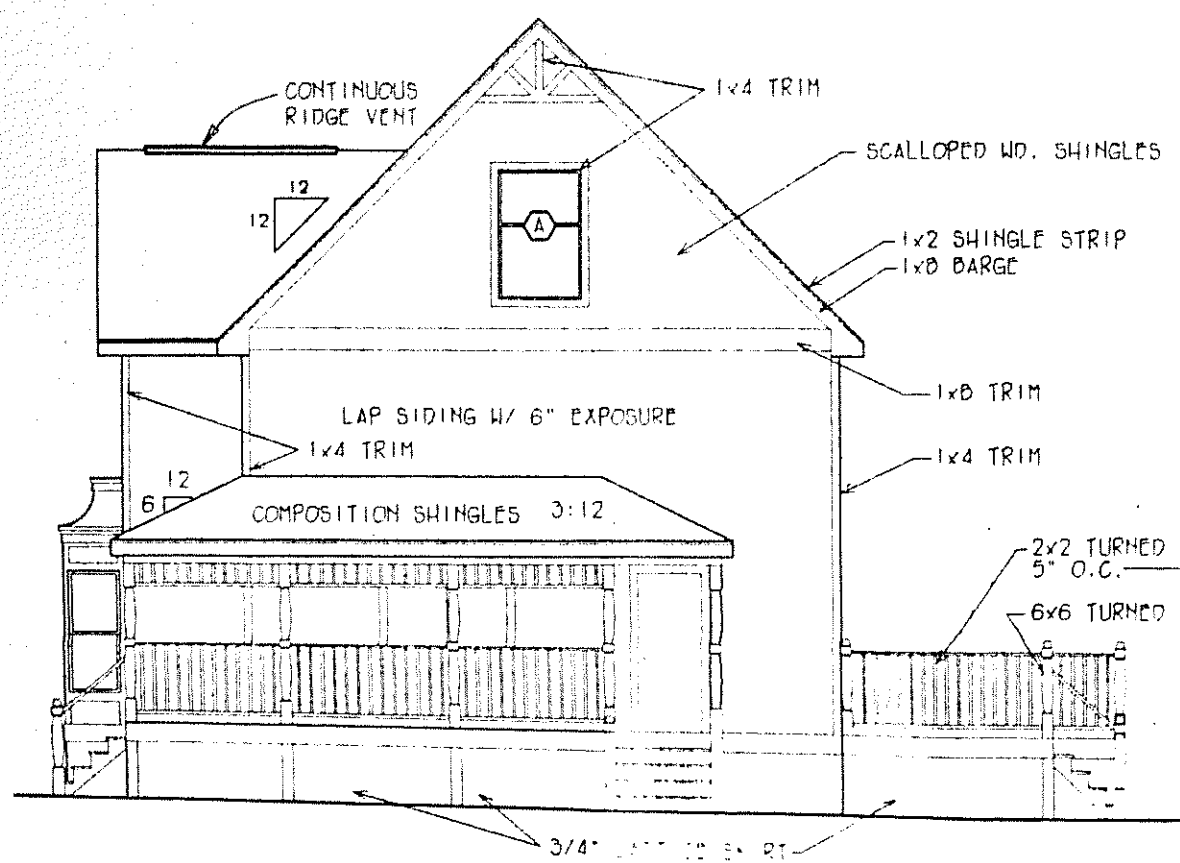 CONTINUOUS
RIDGE VENT
1x4 TRIM
SCALLOPED WD. SHINGLES
12
12
A
1x2 SHINGLE STRIP
1x8 BARGE
1x8 TRIM
LAP SIDING W/ 6" EXPOSURE
1x4 TRIM
1x4 TRIM
12
6
COMPOSITION SHINGLES 3:12
2x2 TURNED
5" O.C.
6x6 TURNED
3/4"